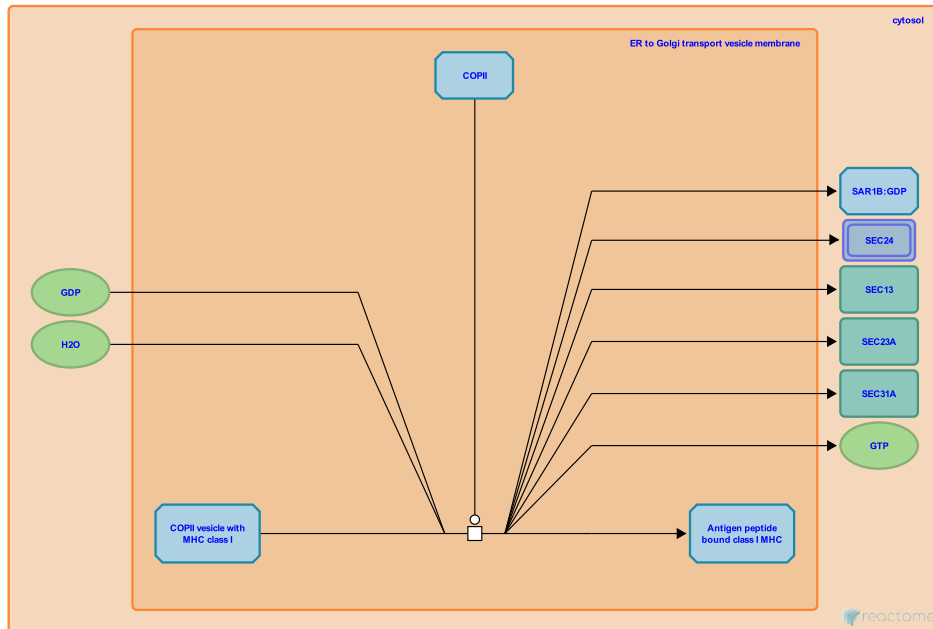 cytosol
ER to Golgi transport vesicle membrane
COPII
SAR1B:GDP
SEC24
SEC13
GDP
H2O
SEC23A
SEC31A
GTP
COPII vesicle with
MHC class I
Antigen peptide
bound class I MHC
reactome